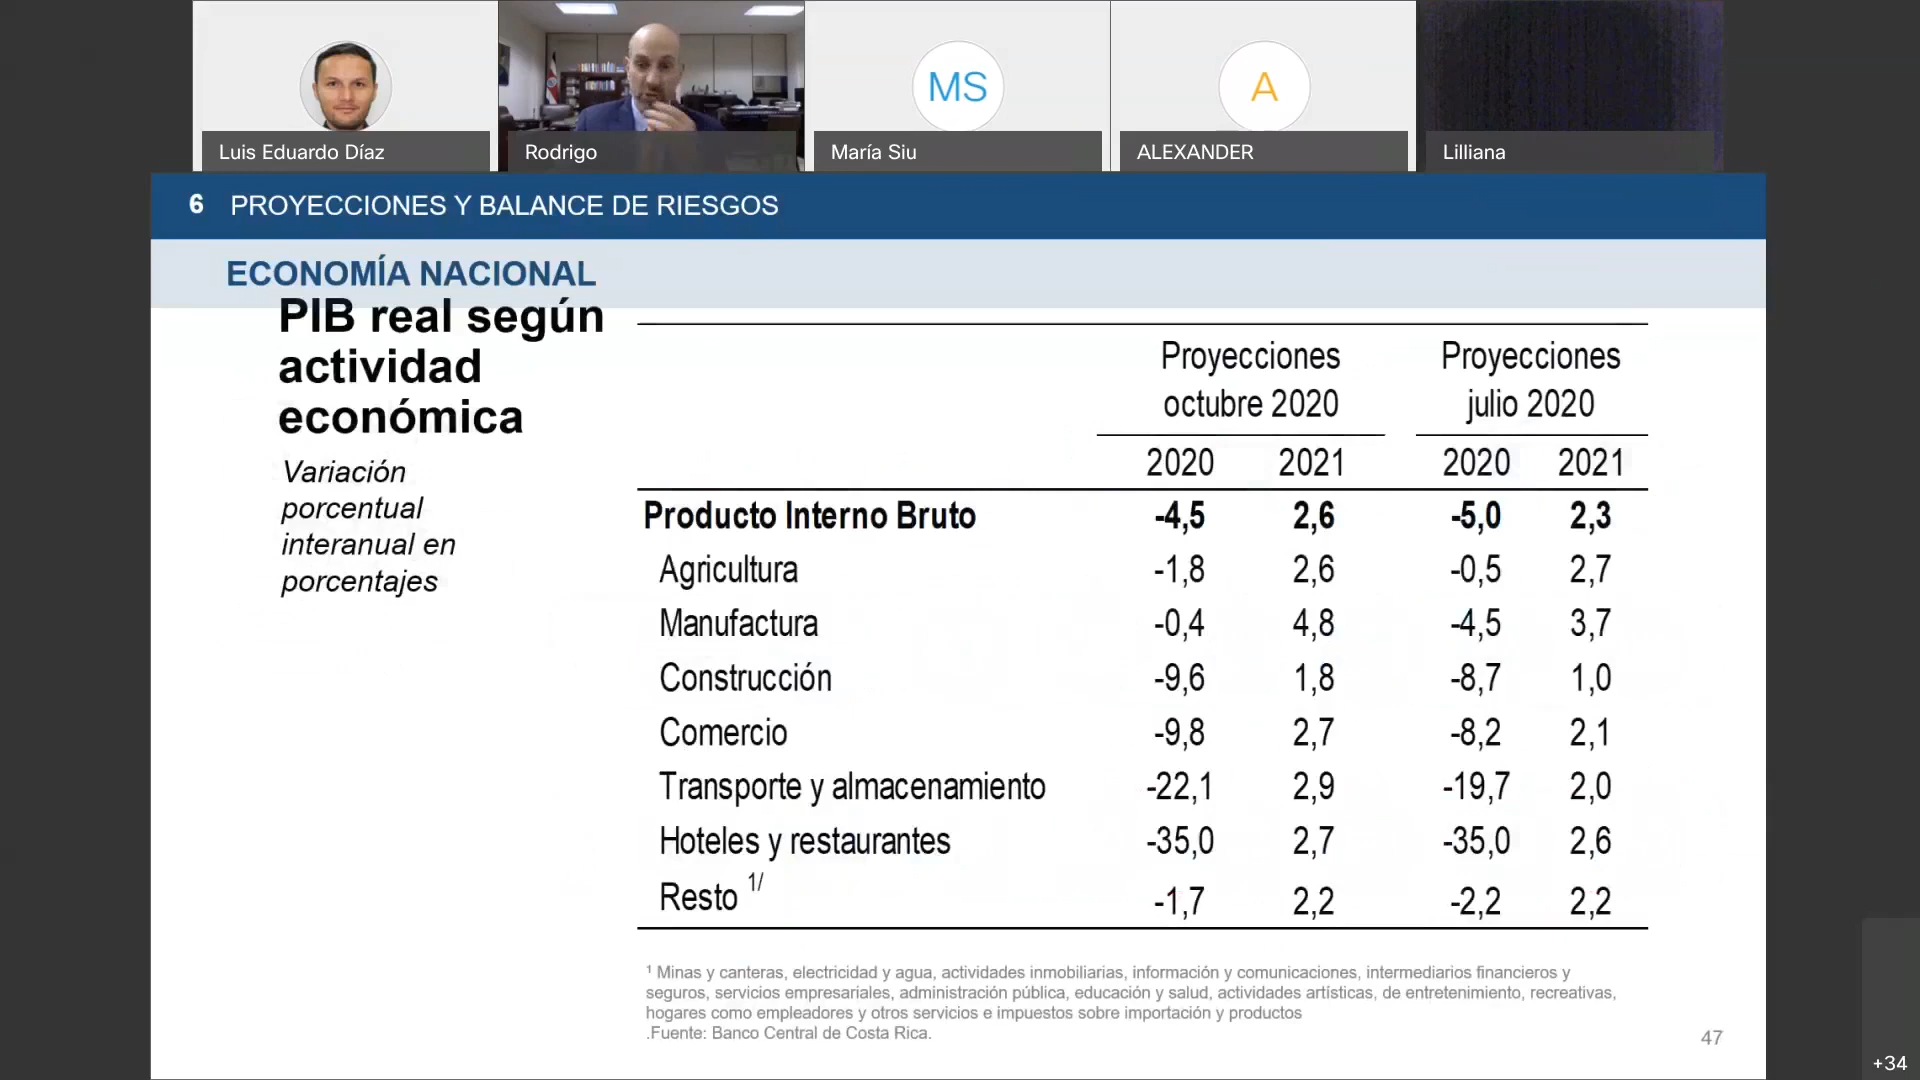 MS
A
Luis Eduardo Díaz
Rodrigo
María Siu
ALEXANDER
Lilliana
6 PROYECCIONES Y BALANCE DE RIESGOS
ECONOMÍA NACIONAL
PIB real según
actividad
económica
Variación
porcentual
interanual en
porcentajes
Proyecciones Proyecciones
octubre 2020 julio 2020
2020 2021 2020 2021
Producto Interno Bruto -4,5 2,6 -5,0 2,3
Agricultura -1,8 2,6 -0,5 2,7
Manufactura -0,4 4,8 -4,5 3,7
Construcción -9,6 1,8 -8,7 1,0
Comercio -9,8 2,7 -8,2 2,1
Transporte y almacenamiento -22,1 2,9 -19,7 2,0
Hoteles y restaurantes -35,0 2,7 -35,0 2,6
Resto 1/ -1,7 2,2 -2,2 2,2
¹ Minas y canteras, electricidad y agua, actividades inmobiliarias, información y comunicaciones, intermediarios financieros y
seguros, servicios empresariales, administración pública, educación y salud, actividades artísticas, de entretenimiento, recreativas,
hogares como empleadores y otros servicios e impuestos sobre importación y productos
.Fuente: Banco Central de Costa Rica.
47
+34